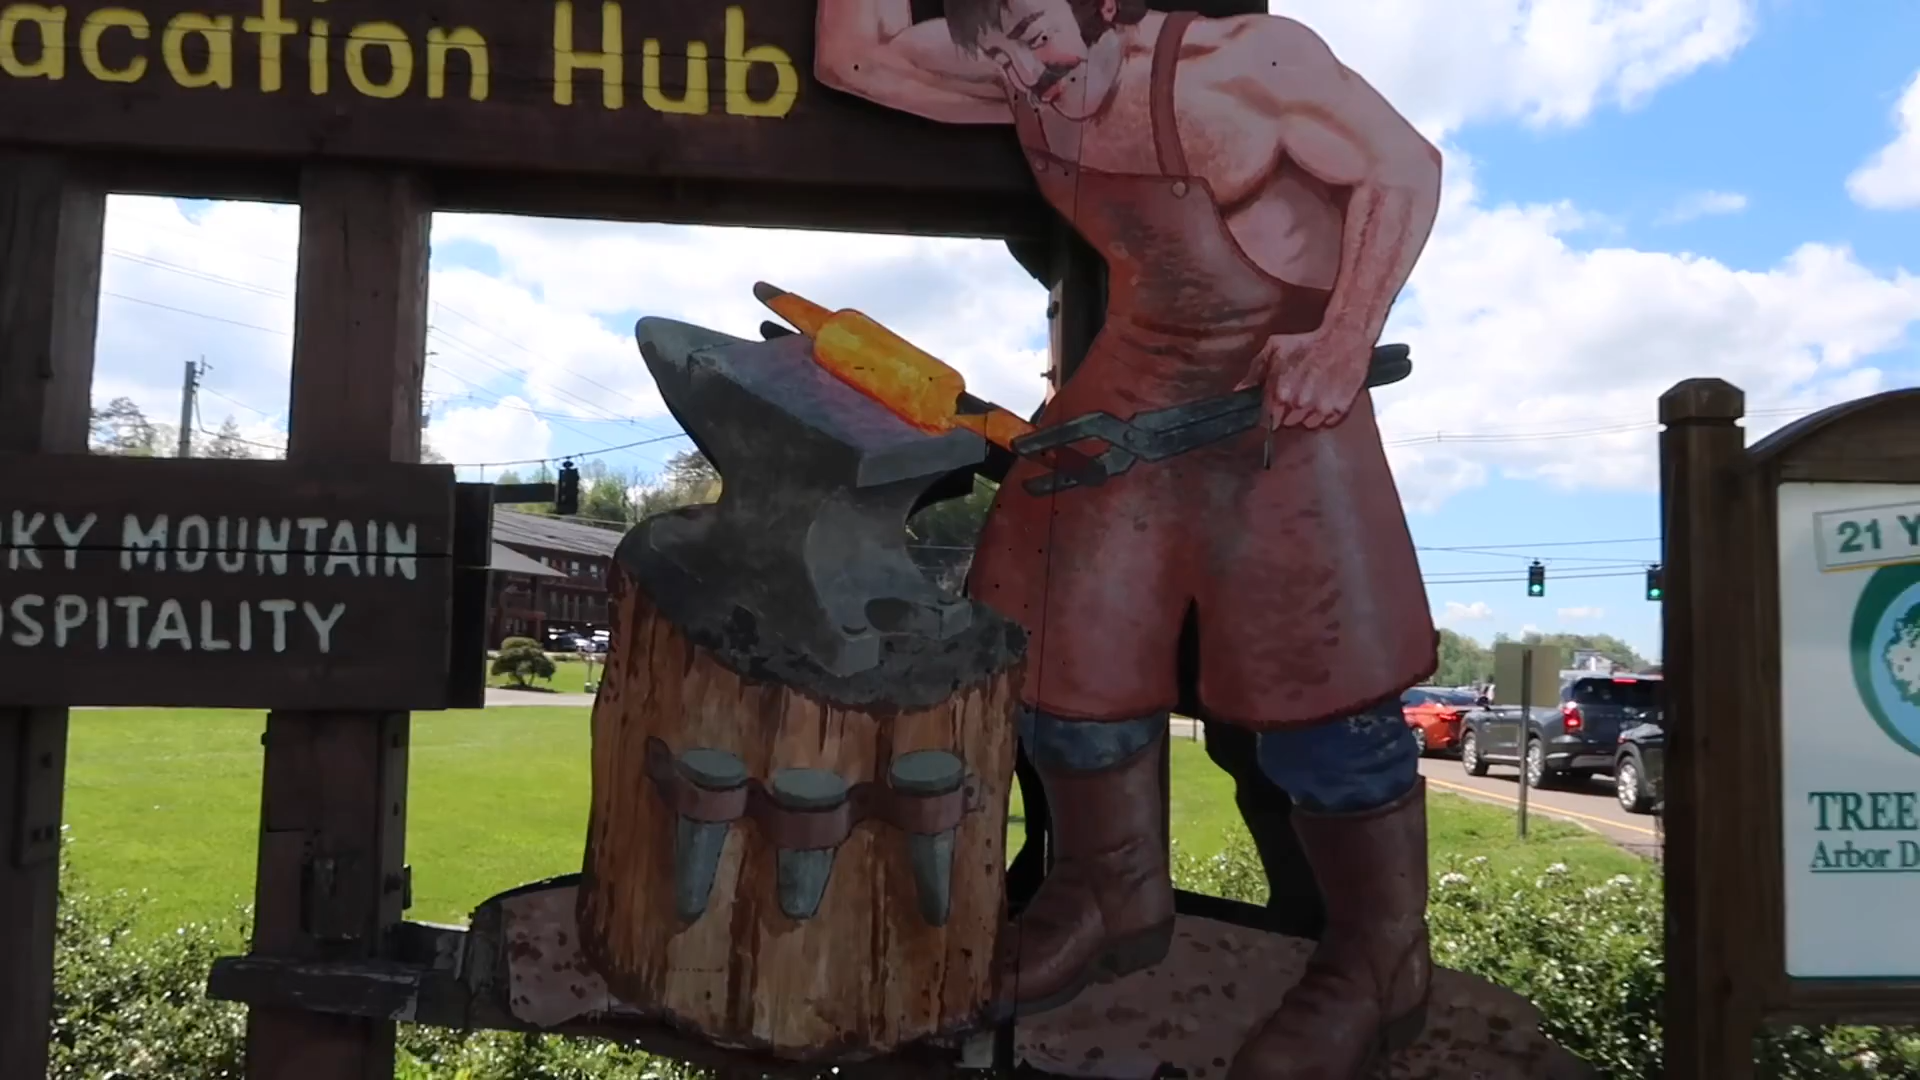 acation Hub
KY MOUNTAIN
OSPITALITY
21 Y
TREE
Arbor D